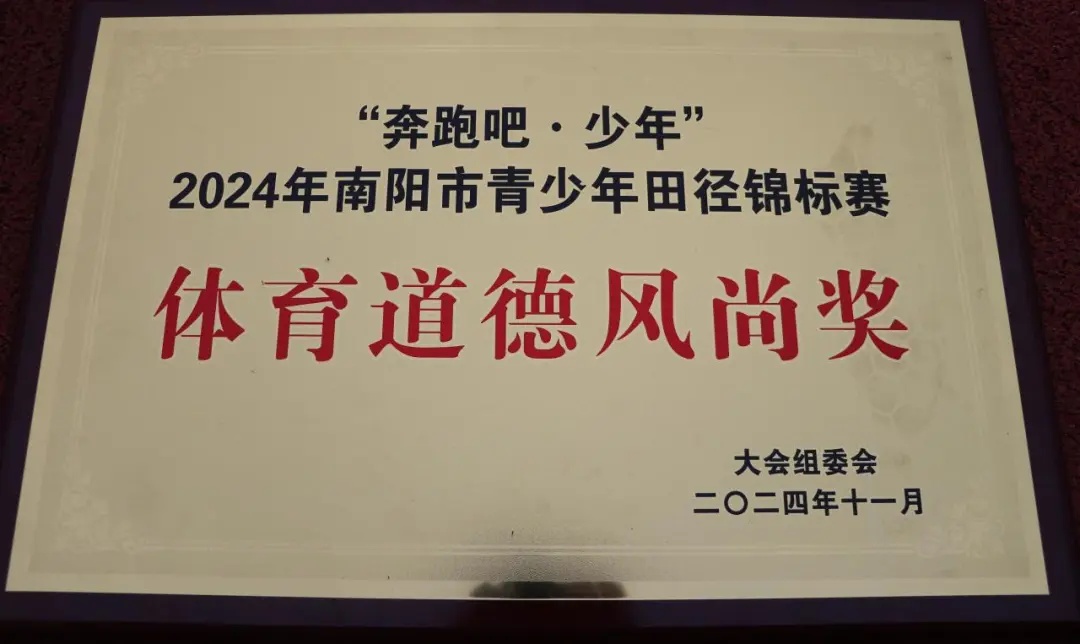 “奔跑吧·少年”
2024年南阳市青少年田径锦标赛
体育道德风尚奖
大会组委会
二〇二四年十一月